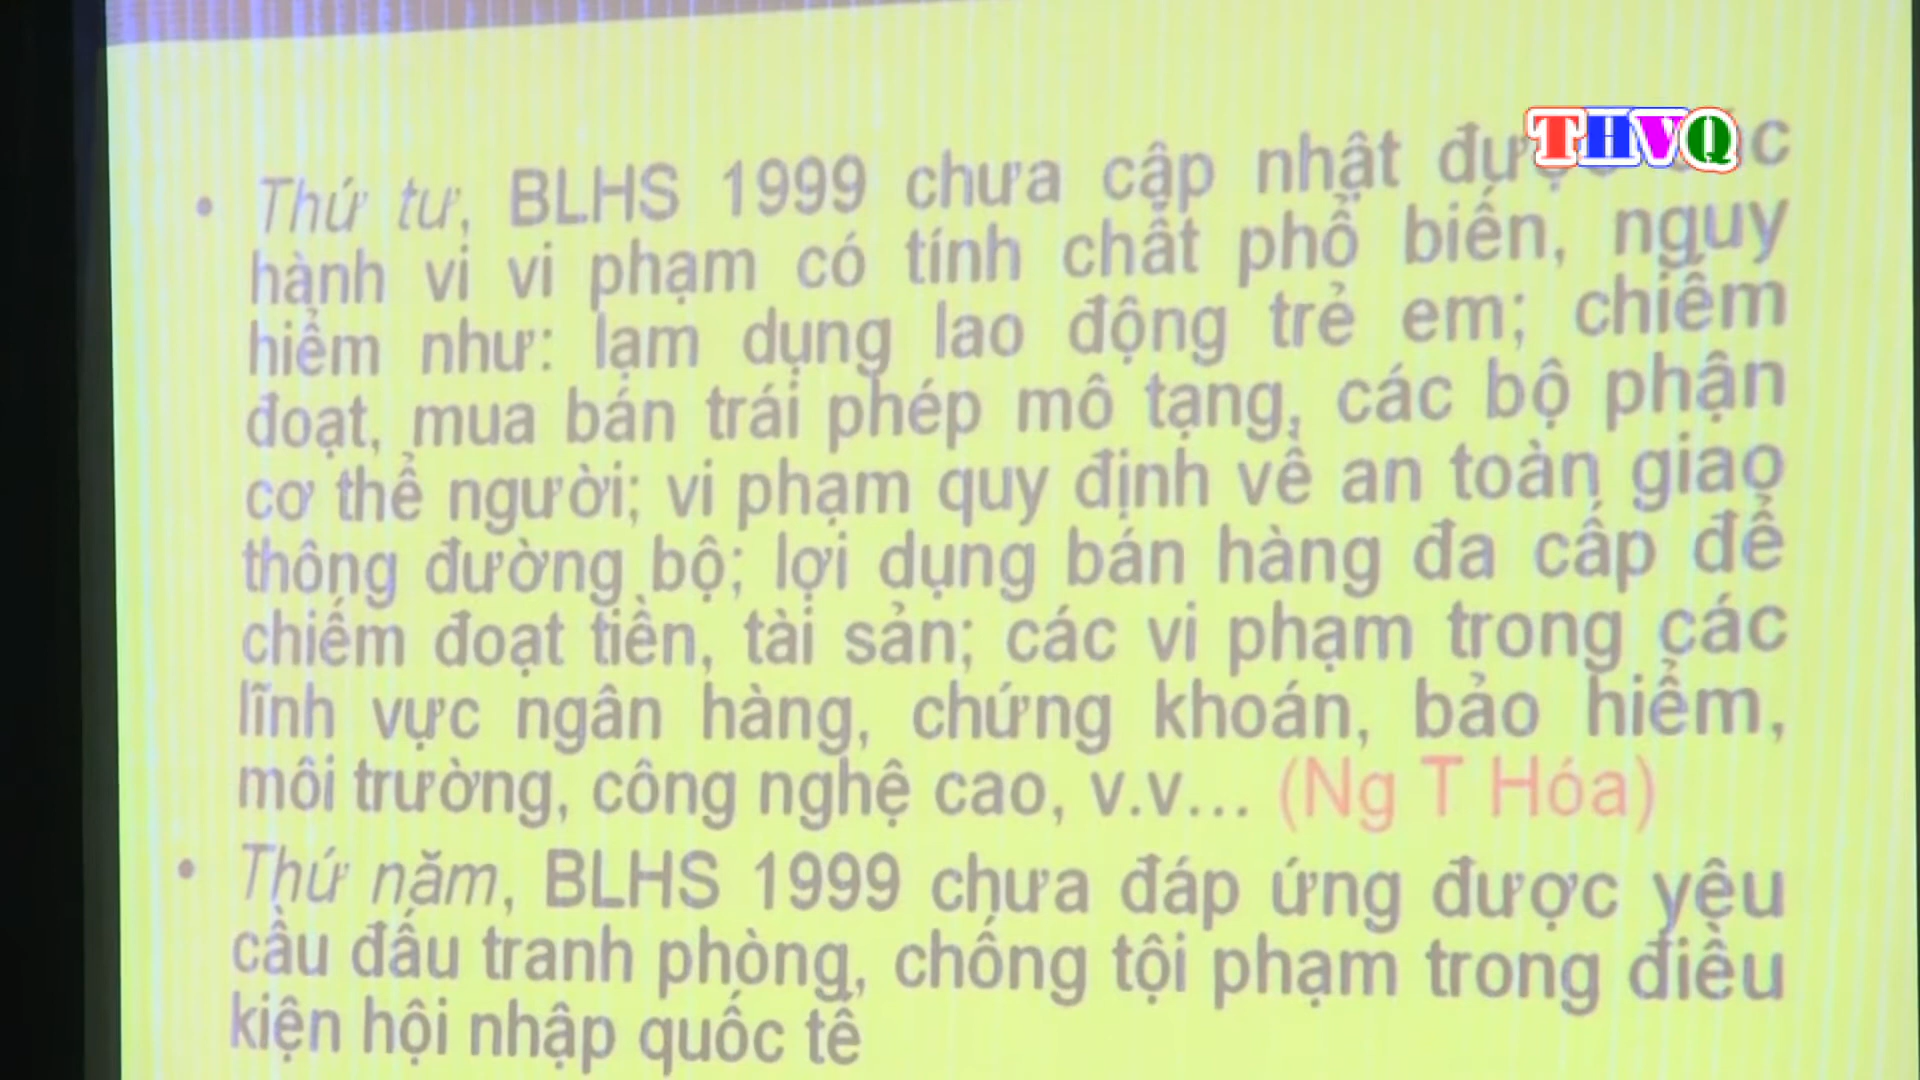 THVQ
• Thứ tư, BLHS 1999 chưa cập nhật
hành vi vi phạm có tính chất phổ biến, nguy
hiểm như: lạm dụng lao động trẻ em; chiếm
đoạt, mua bán trái phép mô tạng, các bộ phận
cơ thể người; vi phạm quy định về an toàn giao
thông đường bộ; lợi dụng bán hàng đa cấp để
chiếm đoạt tiền, tài sản; các vi phạm trong các
lĩnh vực ngân hàng, chứng khoán, bảo hiểm,
môi trường, công nghệ cao, v.v... (Ng T Hóa)
• Thứ năm, BLHS 1999 chưa đáp ứng được yêu
cầu đấu tranh phòng, chống tội phạm trong điều
kiện hội nhập quốc tế